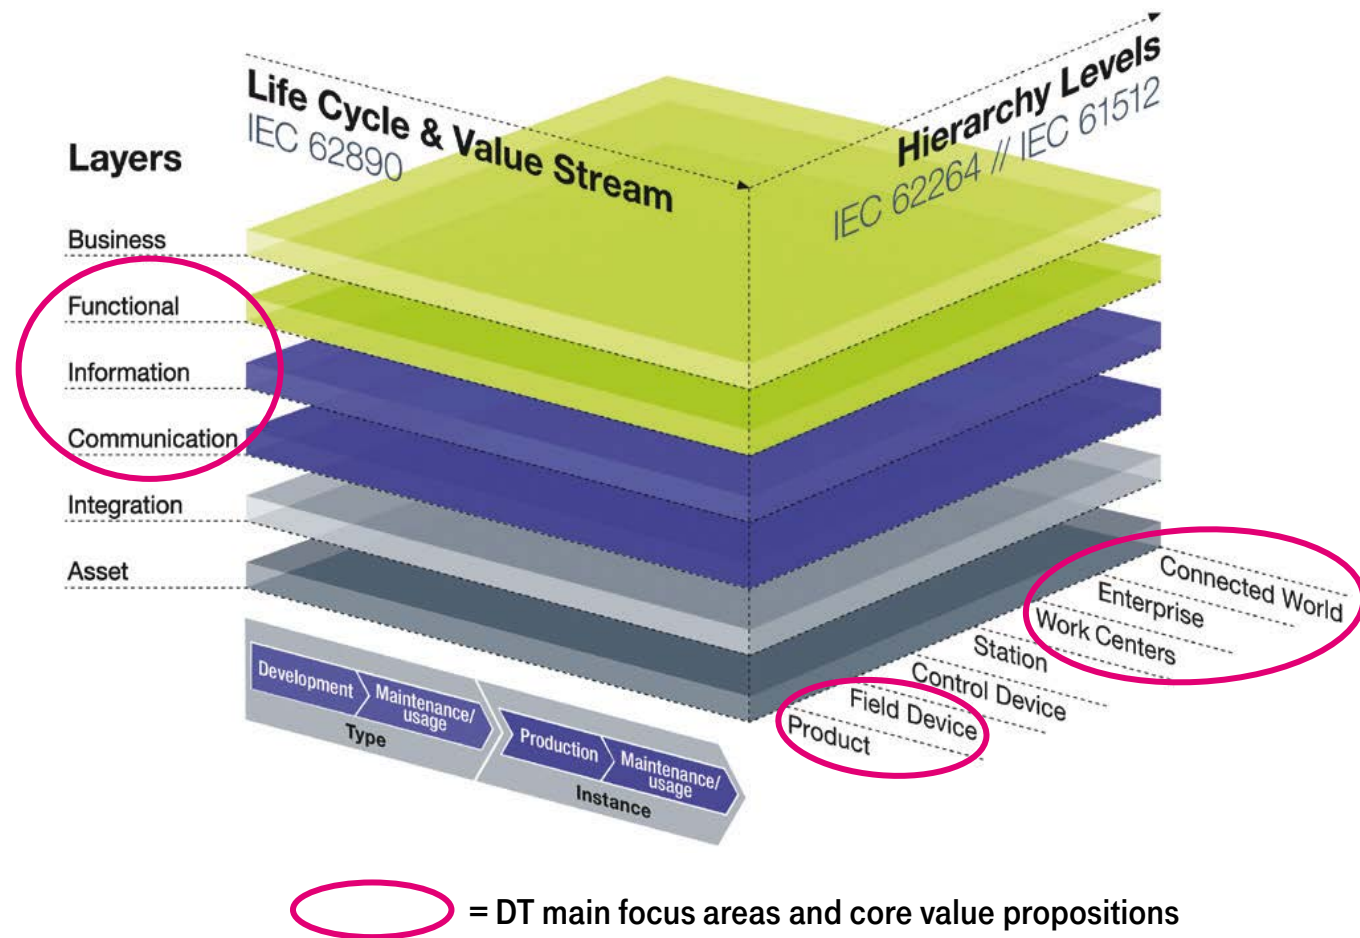 Life Cycle & Value Stream
IEC 62890
Hierarchy Levels
IEC 62264 // IEC 61512
Layers
Business
Functional
Information
Communication
Integration
Asset
Connected World
Enterprise
Work Centers
Station
Control Device
Field Device
Product
Development
Maintenance/
usage
Type
Production
Maintenance/
usage
Instance
= DT main focus areas and core value propositions